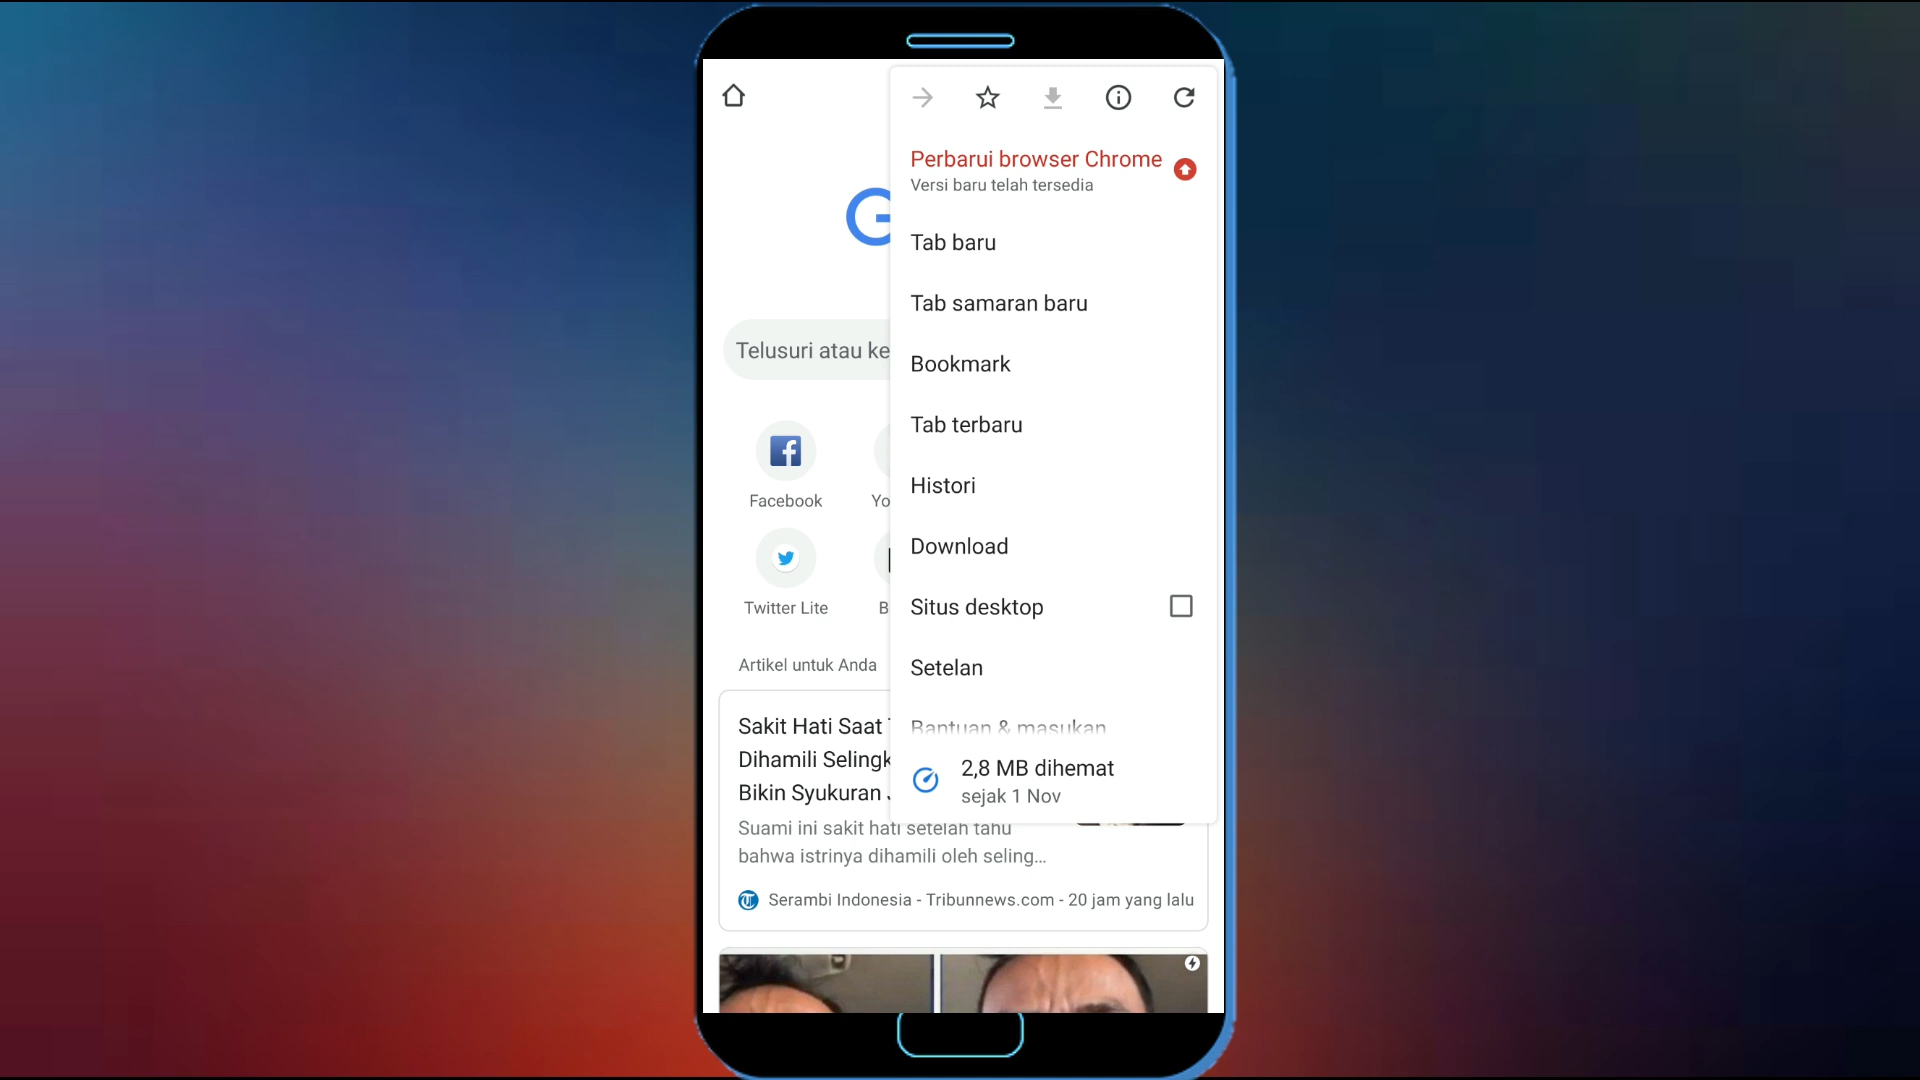 Perbarui browser Chrome
Versi baru telah tersedia
Tab baru
Tab samaran baru
Bookmark
Tab terbaru
Histori
Download
Situs desktop
Setelan
Bantuan & masukan
2,8 MB dihemat
sejak 1 Nov
G
Telusuri atau ke
Facebook
Yo
Twitter Lite
B
Artikel untuk Anda
Sakit Hati Saat
Dihamili Selingk
Bikin Syukuran
Suami ini sakit hati setelah tahu
bahwa istrinya dihamili oleh seling...
Serambi Indonesia - Tribunnews.com - 20 jam yang lalu